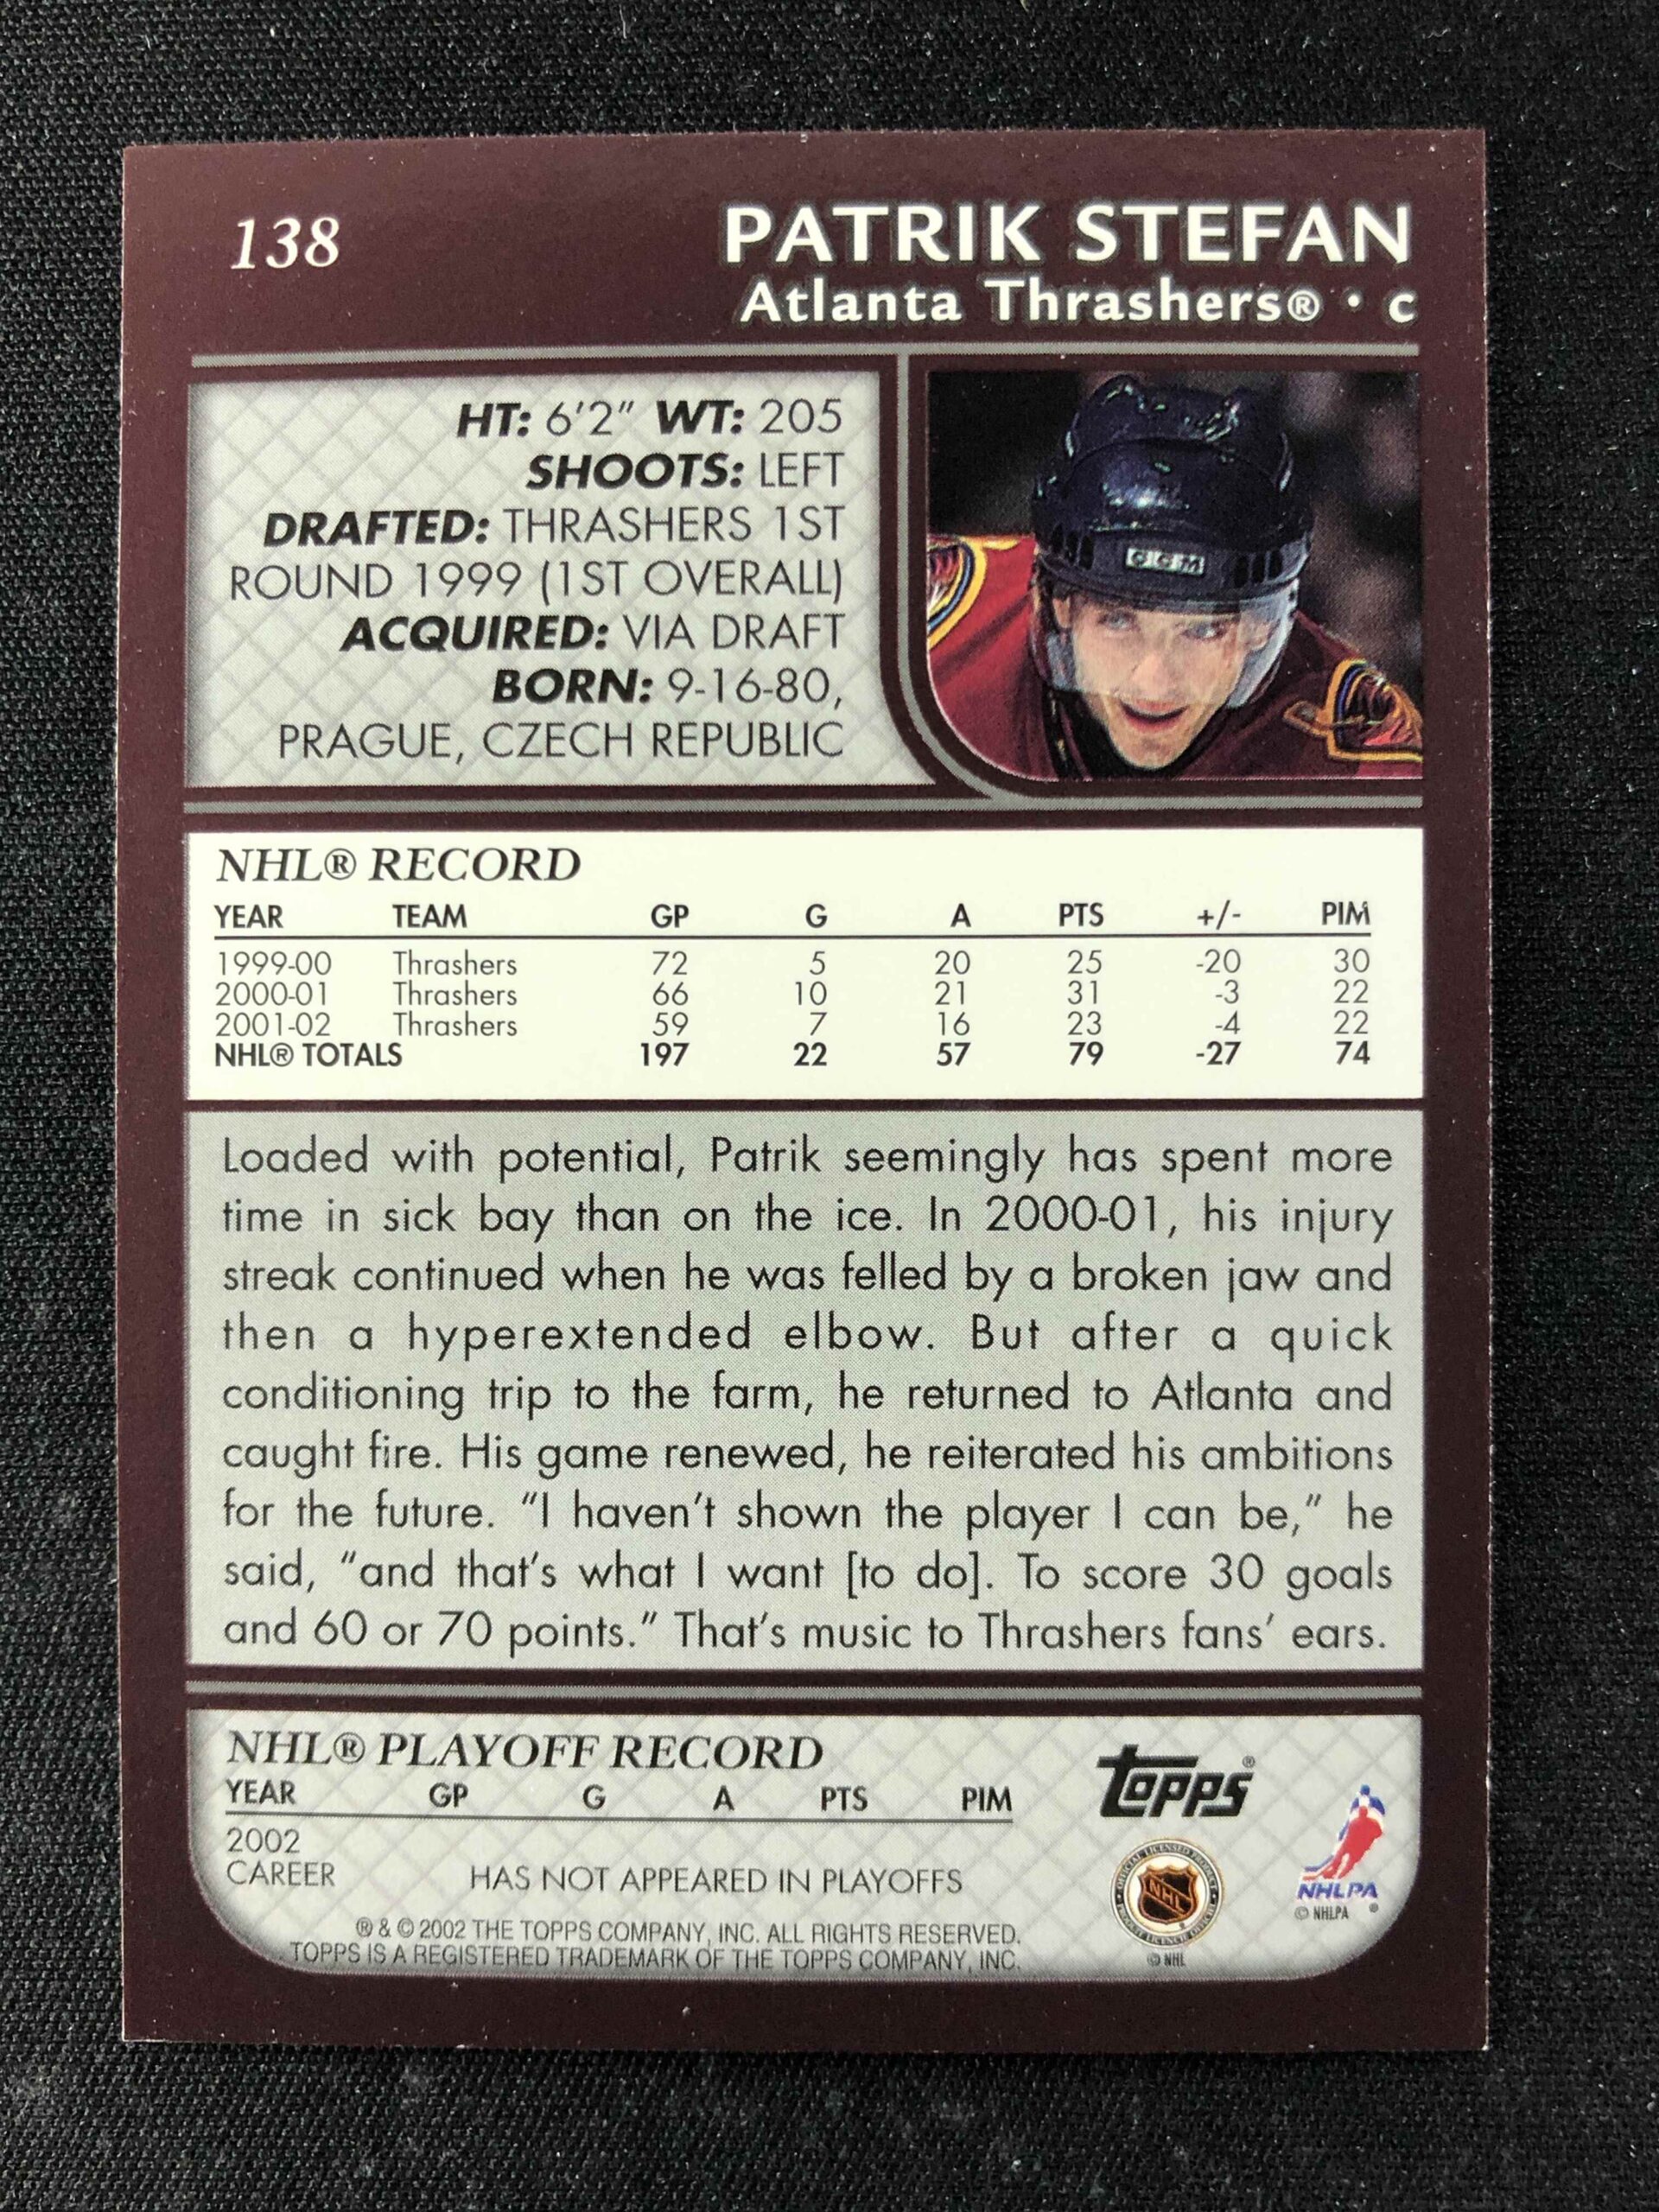 138
PATRIK STEFAN
Atlanta Thrashers® • C
HT: 6'2" WT: 205
SHOOTS: LEFT
DRAFTED: THRASHERS 1ST
ROUND 1999 (1ST OVERALL)
ACQUIRED: VIA DRAFT
BORN: 9-16-80,
PRAGUE, CZECH REPUBLIC
CCM
NHL® RECORD
YEAR TEAM GP G A PTS +/- PIM
1999-00 Thrashers 72 5 20 25 -20 30
2000-01 Thrashers 66 10 21 31 -3 22
2001-02 Thrashers 59 7 16 23 -4 22
NHL® TOTALS 197 22 57 79 -27 74
Loaded with potential, Patrik seemingly has spent more
time in sick bay than on the ice. In 2000-01, his injury
streak continued when he was felled by a broken jaw and
then a hyperextended elbow. But after a quick
conditioning trip to the farm, he returned to Atlanta and
caught fire. His game renewed, he reiterated his ambitions
for the future. "I haven't shown the player I can be," he
said, "and that's what I want [to do]. To score 30 goals
and 60 or 70 points." That's music to Thrashers fans' ears.
NHL® PLAYOFF RECORD
YEAR GP G A PTS PIM
2002
CAREER HAS NOT APPEARED IN PLAYOFFS
® & © 2002 THE TOPPS COMPANY, INC. ALL RIGHTS RESERVED.
TOPPS IS A REGISTERED TRADEMARK OF THE TOPPS COMPANY, INC.
Topps®
OFFICIAL LICENSED PRODUCT
NHL
© NHL
NHLPA
© NHLPA ®